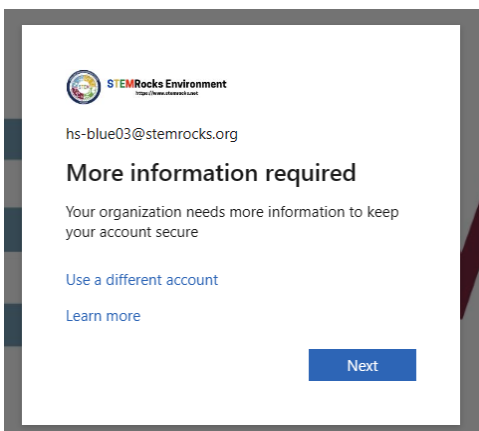 STEMRocks Environment
https://www.stemrocks.net
hs-blue03@stemrocks.org
More information required
Your organization needs more information to keep
your account secure
Use a different account
Learn more
Next